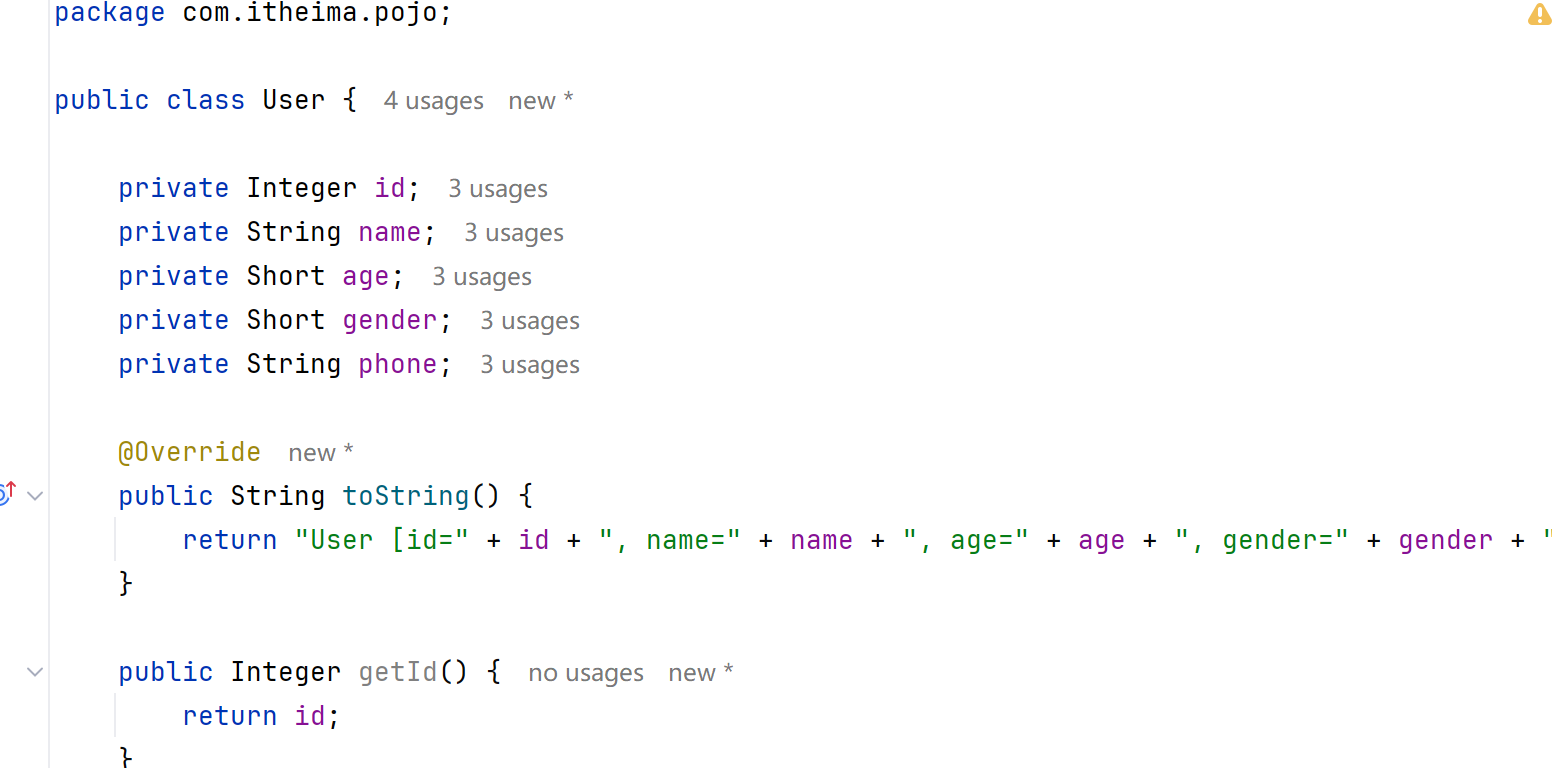 package com.itheima.pojo;
public class User { 4 usages new *
private Integer id; 3 usages
private String name; 3 usages
private Short age; 3 usages
private Short gender; 3 usages
private String phone; 3 usages
@Override new *
public String toString() {
return "User [id=" + id + ", name=" + name + ", age=" + age + ", gender=" + gender + "
}
public Integer getId() { no usages new *
return id;
}